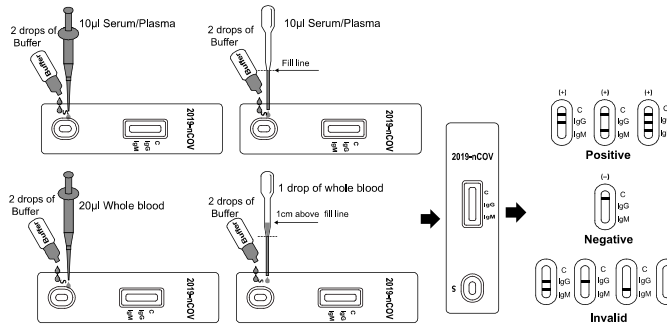 10µl Serum/Plasma
2 drops of
Buffer
Buffer
S
C
IgG
IgM
2019-nCOV
10µl Serum/Plasma
2 drops of
Buffer
Buffer
Fill line
S
C
IgG
IgM
2019-nCOV
20µl Whole blood
2 drops of
Buffer
Buffer
S
C
IgG
IgM
2019-nCOV
1 drop of whole blood
2 drops of
Buffer
Buffer
1cm above fill line
S
C
IgG
IgM
2019-nCOV
2019-nCOV
C
IgG
IgM
S
(+) (+) (+)
C C C
IgG IgG IgG
IgM IgM IgM
Positive
(−)
C
IgG
IgM
Negative
C C C
IgG IgG IgG
IgM IgM IgM
Invalid